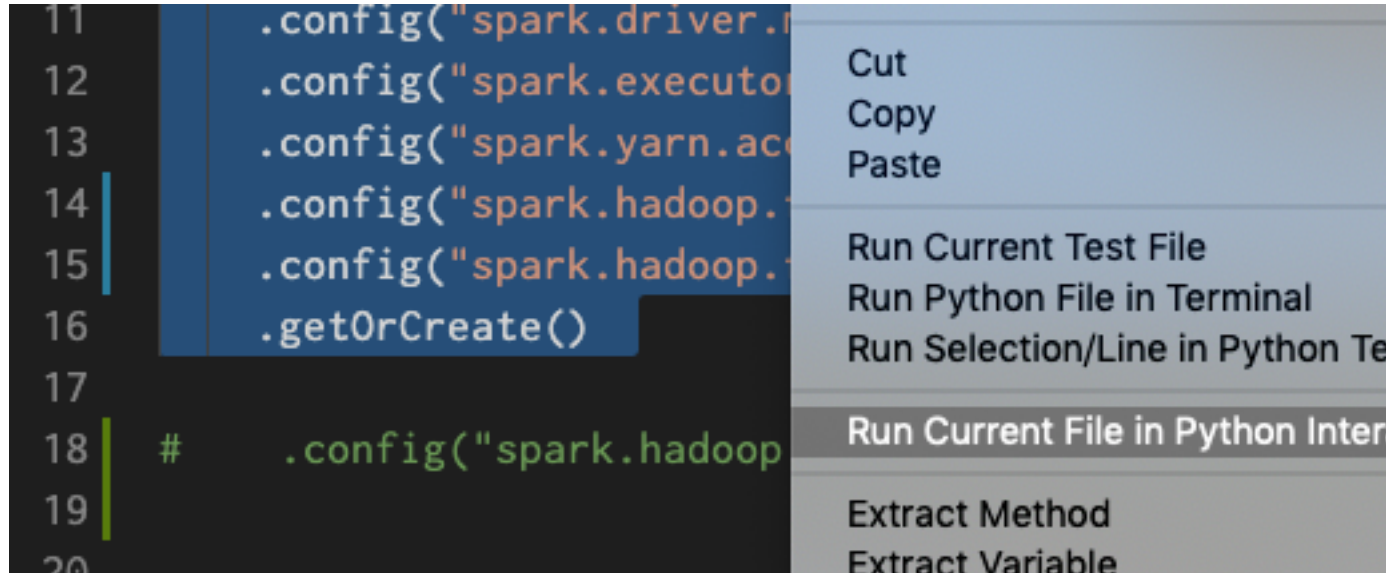 11 .config("spark.driver.
12 .config("spark.executor
13 .config("spark.yarn.acc
14 .config("spark.hadoop.
15 .config("spark.hadoop.
16 .getOrCreate()
17
18 # .config("spark.hadoop
19
20
Cut
Copy
Paste
Run Current Test File
Run Python File in Terminal
Run Selection/Line in Python Te
Run Current File in Python Inter
Extract Method
Extract Variable